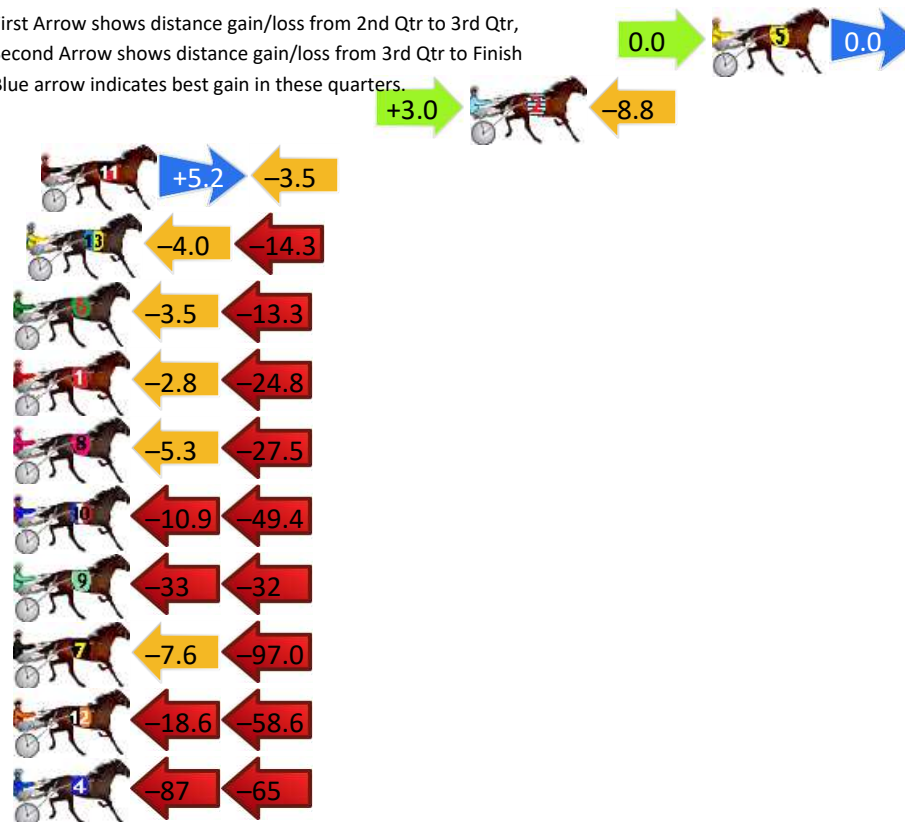 irst Arrow shows distance gain/loss from 2nd Qtr to 3rd Qtr,
Second Arrow shows distance gain/loss from 3rd Qtr to Finish
Blue arrow indicates best gain in these quarters.
0.0 5 0.0
+3.0 2 –8.8
11 +5.2 –3.5
13 –4.0 –14.3
–3.5 –13.3
1 –2.8 –24.8
8 –5.3 –27.5
10 –10.9 –49.4
9 –33 –32
7 –7.6 –97.0
12 –18.6 –58.6
4 –87 –65